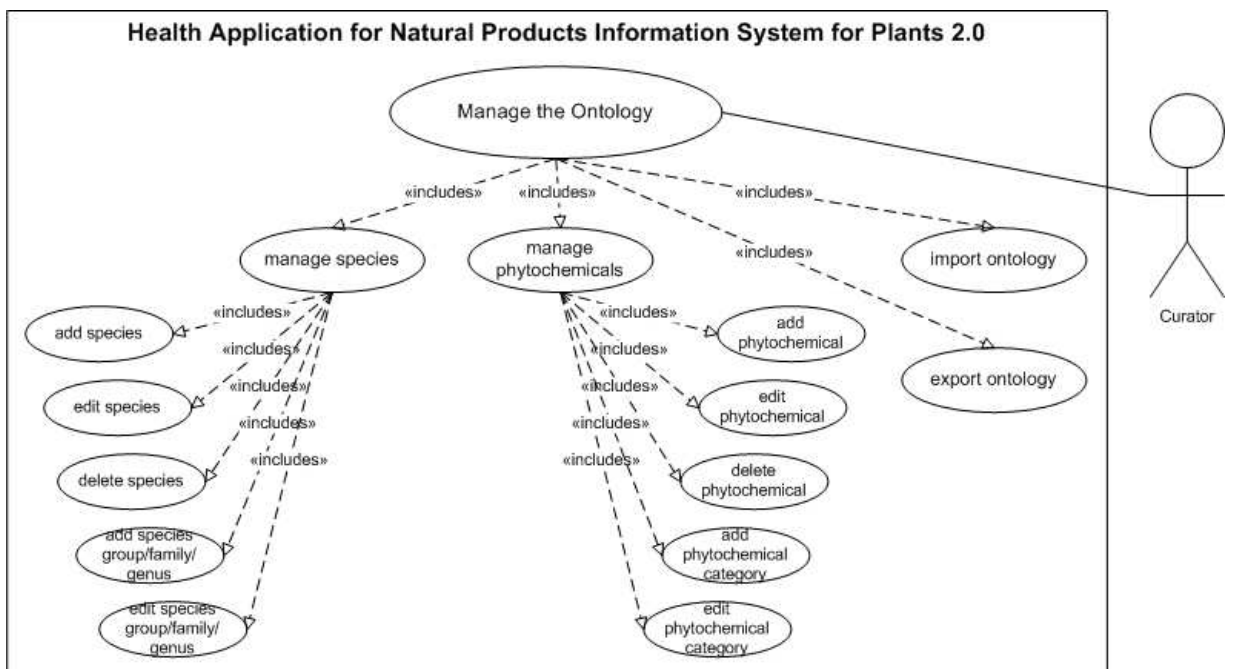 Health Application for Natural Products Information System for Plants 2.0
Manage the Ontology
«includes»
«includes»
«includes»
«includes»
manage species
manage
phytochemicals
import ontology
export ontology
Curator
«includes»
«includes»
«includes»
«includes»
«includes»
add species
edit species
delete species
add species
group/family/
genus
edit species
group/family/
genus
«includes»
«includes»
«includes»
«includes»
«includes»
add
phytochemical
edit
phytochemical
delete
phytochemical
add
phytochemical
category
edit
phytochemical
category